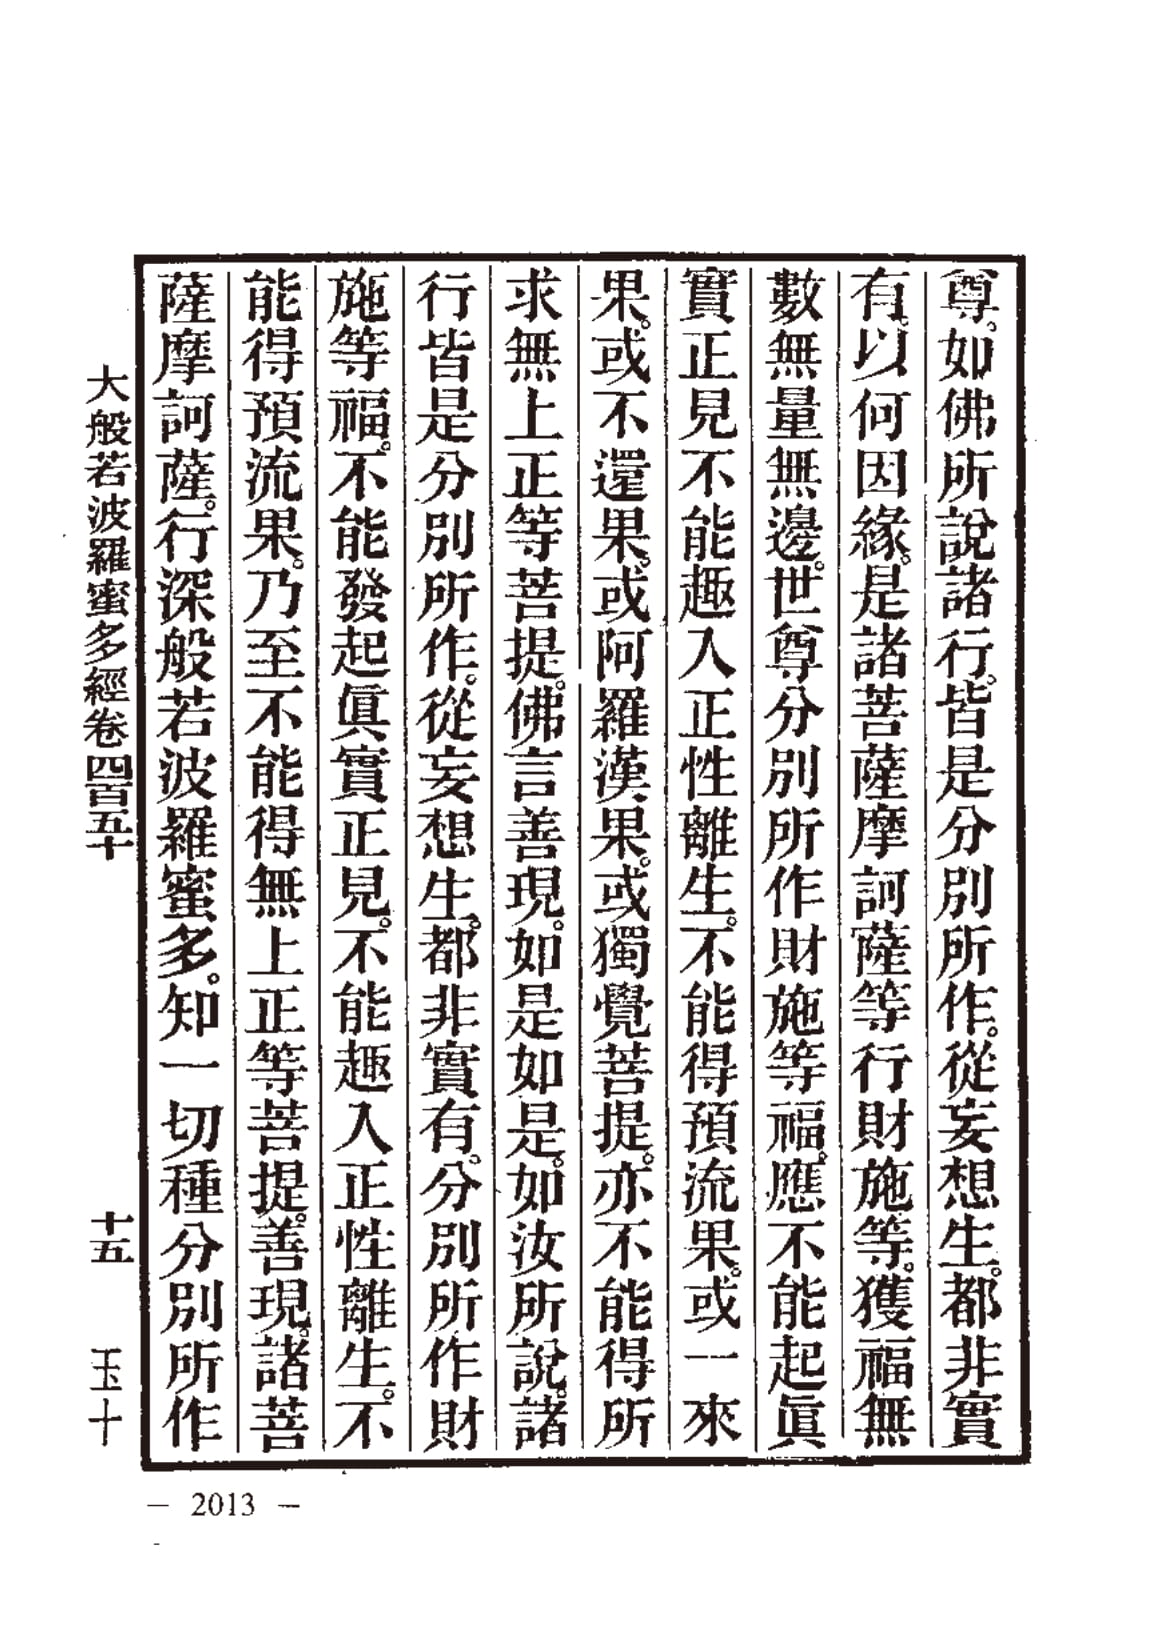 尊。如佛所說諸行。皆是分別所作。從妄想生。都非實
有。以何因緣。是諸菩薩摩訶薩等行財施等。獲福無
數無量無邊。世尊分別所作財施等福。應不能起眞
實正見不能趣入正性離生。不能得預流果。或一來
果。或不還果。或阿羅漢果。或獨覺菩提。亦不能得所
求無上正等菩提。佛言善現。如是如是。如汝所說。諸
行皆是分別所作。從妄想生。都非實有。分別所作財
施等福。不能發起眞實正見。不能趣入正性離生。不
能得預流果。乃至不能得無上正等菩提。善現。諸菩
薩摩訶薩。行深般若波羅蜜多。知一切種分別所作
大般若波羅蜜多經卷四百五十 十五 玉十
— 2013 —